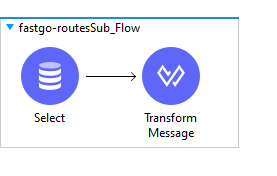 fastgo-routesSub_Flow
Select
Transform
Message